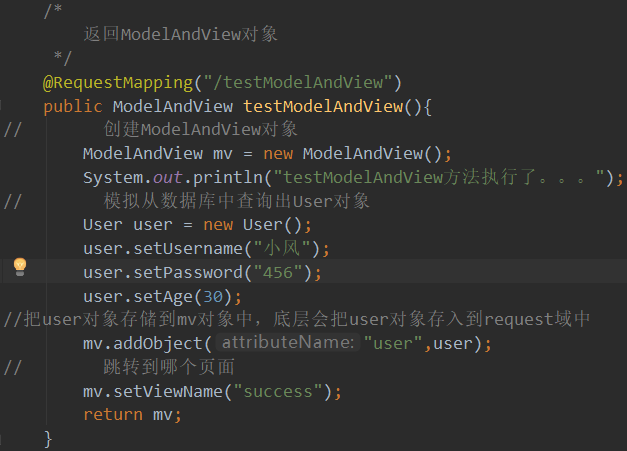 /*
    返回ModelAndView对象
 */
@RequestMapping("/testModelAndView")
public ModelAndView testModelAndView(){
//        创建ModelAndView对象
    ModelAndView mv = new ModelAndView();
    System.out.println("testModelAndView方法执行了。。。");
//        模拟从数据库中查询出User对象
    User user = new User();
    user.setUsername("小风");
    user.setPassword("456");
    user.setAge(30);
//把user对象存储到mv对象中，底层会把user对象存入到request域中
    mv.addObject( attributeName: "user",user);
//        跳转到哪个页面
    mv.setViewName("success");
    return mv;
}